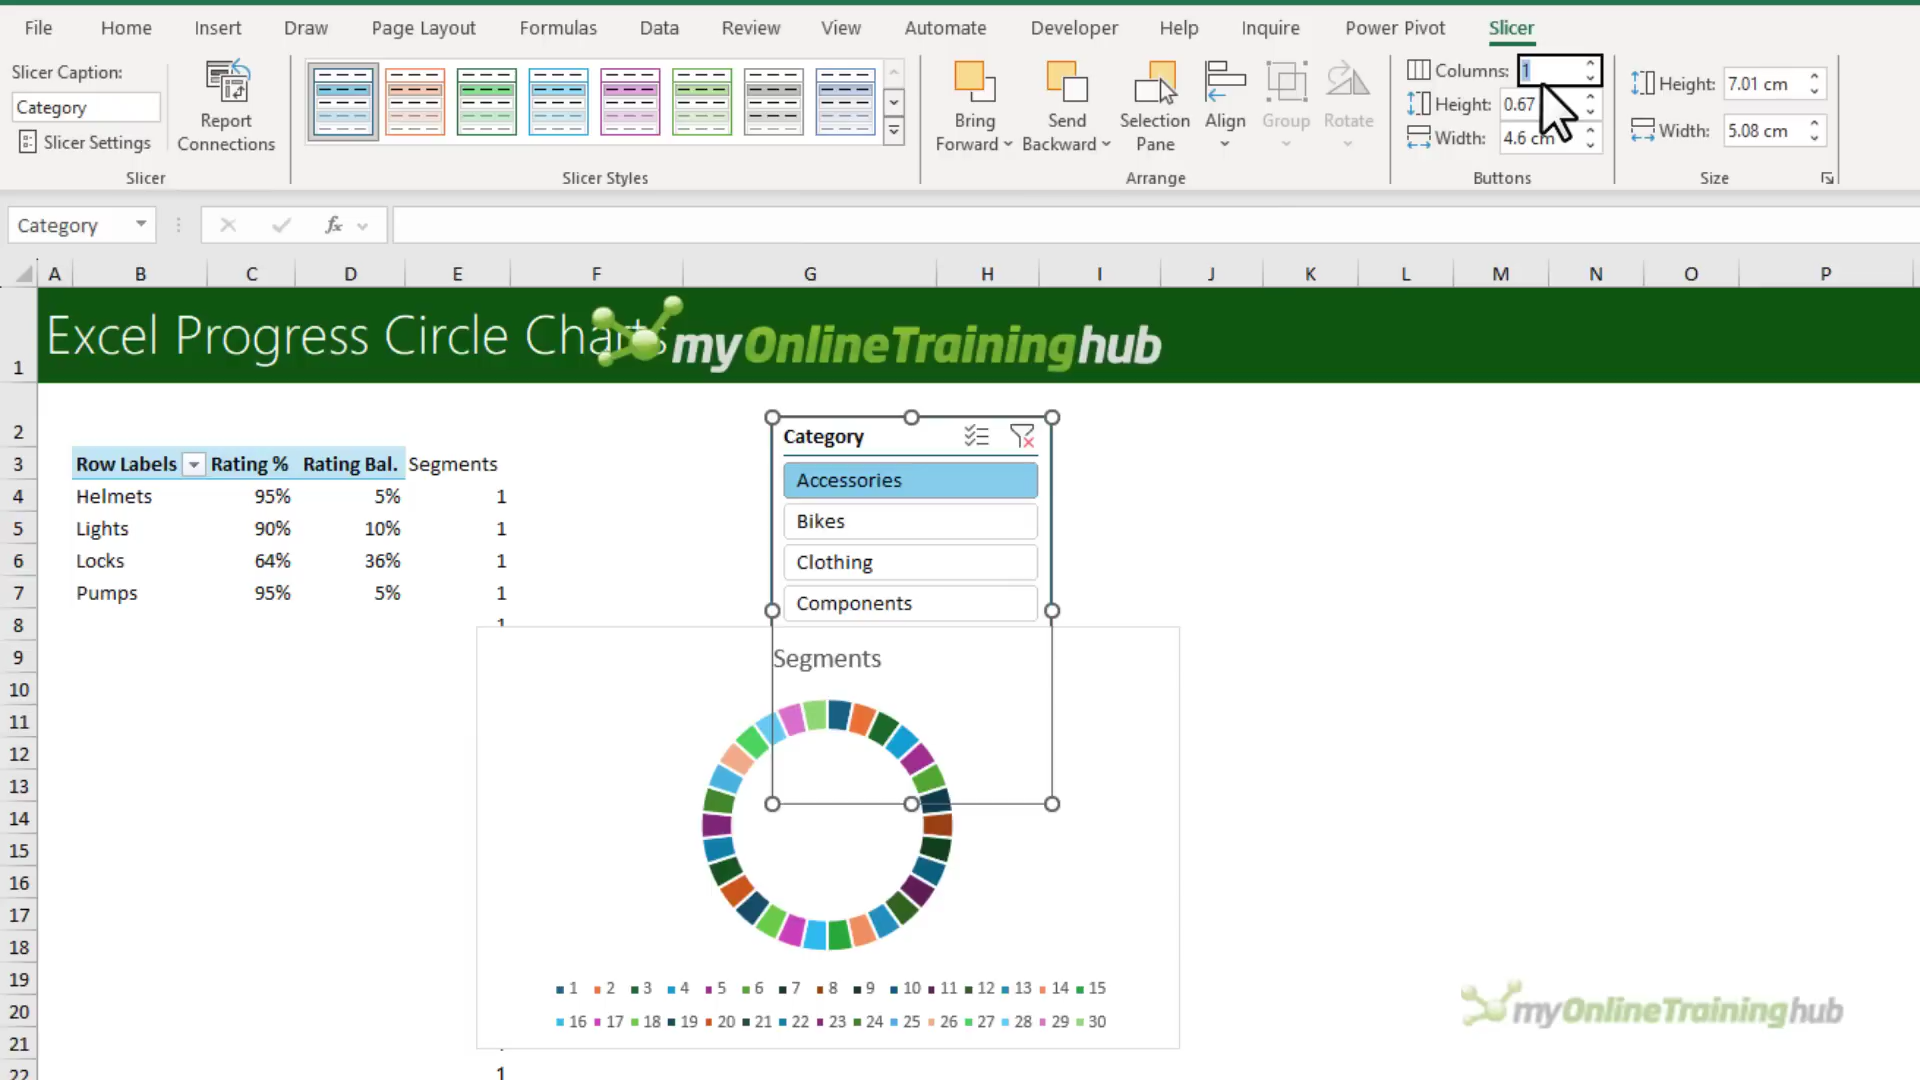 File Home Insert Draw Page Layout Formulas Data Review View Automate Developer Help Inquire Power Pivot Slicer
Slicer Caption:
Category
Slicer Settings
Report
Connections
Slicer
Slicer Styles
Bring
Forward
Send
Backward
Selection
Pane
Align
Group
Rotate
Arrange
Columns: 1
Height: 0.67
Width: 4.6 cm
Buttons
Height: 7.01 cm
Width: 5.08 cm
Size
Category
fx
A B C D E F G H I J K L M N O P
1 Excel Progress Circle Charts
myOnlineTraininghub
2
3 Row Labels Rating % Rating Bal. Segments
4 Helmets 95% 5% 1
5 Lights 90% 10% 1
6 Locks 64% 36% 1
7 Pumps 95% 5% 1
8 1
9
10
11
12
13
14
15
16
17
18
19
20
21
22 1
Category
Accessories
Bikes
Clothing
Components
Segments
1 2 3 4 5 6 7 8 9 10 11 12 13 14 15
16 17 18 19 20 21 22 23 24 25 26 27 28 29 30
myOnlineTraininghub